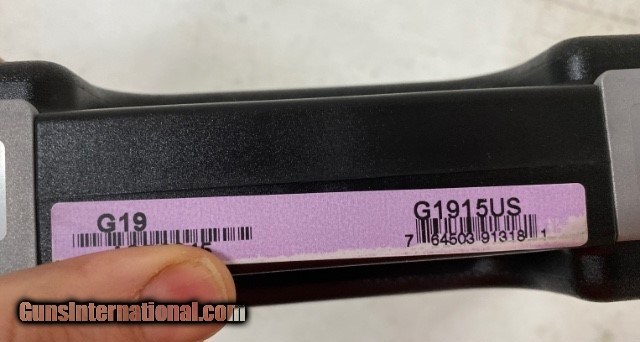 G19
G1915US
7 64503 91318 1
GunsInternational.com